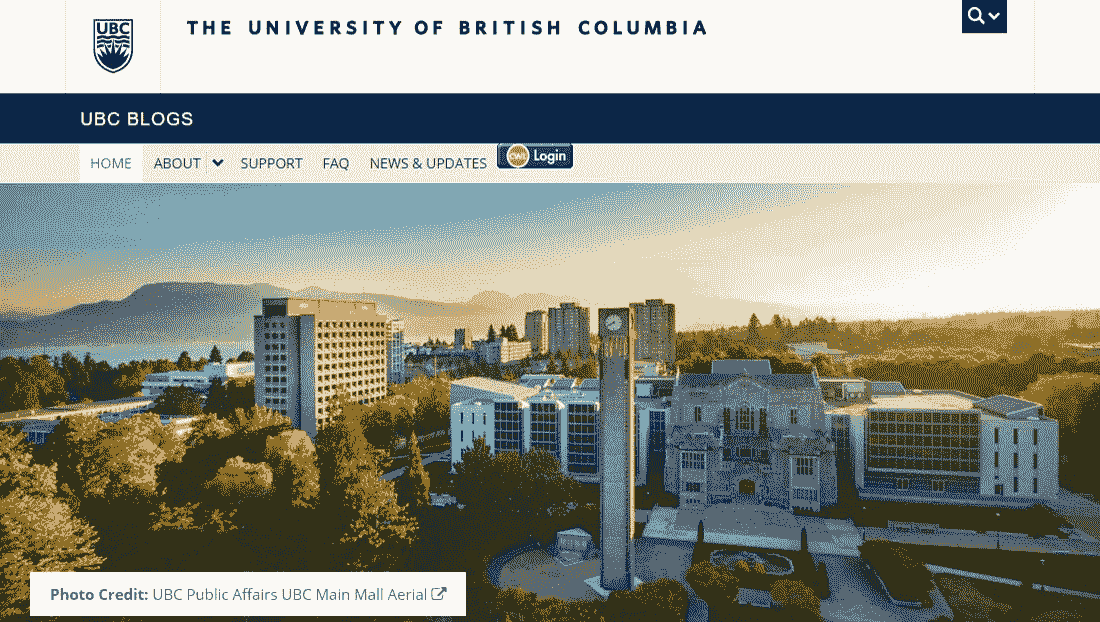 UBC
THE UNIVERSITY OF BRITISH COLUMBIA
UBC BLOGS
HOME ABOUT SUPPORT FAQ NEWS & UPDATES CWL Login
Photo Credit: UBC Public Affairs UBC Main Mall Aerial